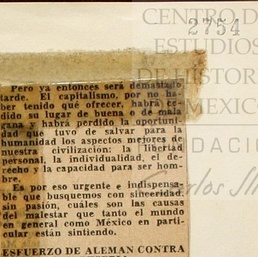 CENTRO DE
2754
ESTUDIOS
DE HISTOR
MEXICO
Pero ya entonces será demasiado
tarde. El capitalismo, por no ha-
ber tenido qué ofrecer, habrá ce-
dido su lugar de buena o de mala
gana y habrá perdido la oportuni-
dad que tuvo de salvar para la
humanidad los aspectos mejores de
nuestra civilización: la libertad
personal, la individualidad, el de-
recho y la capacidad para ser hom-
bre.
Es por eso urgente e indispensa-
ble que busquemos con sinceridad,
sin pasión, cuáles son las causas
del malestar que tanto el mundo
en general como México en parti-
cular están sintiendo.
ESFUERZO DE ALEMAN CONTRA
NDACI
Carlos